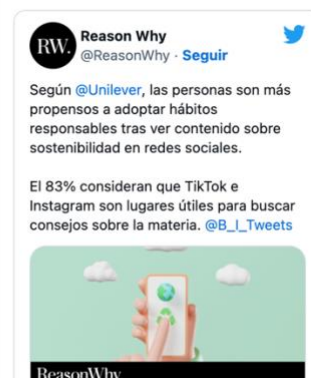 RW.
Reason Why
@ReasonWhy · Seguir
Según @Unilever, las personas son más
propensos a adoptar hábitos
responsables tras ver contenido sobre
sostenibilidad en redes sociales.
El 83% consideran que TikTok e
Instagram son lugares útiles para buscar
consejos sobre la materia. @B_I_Tweets
ReasonWhy